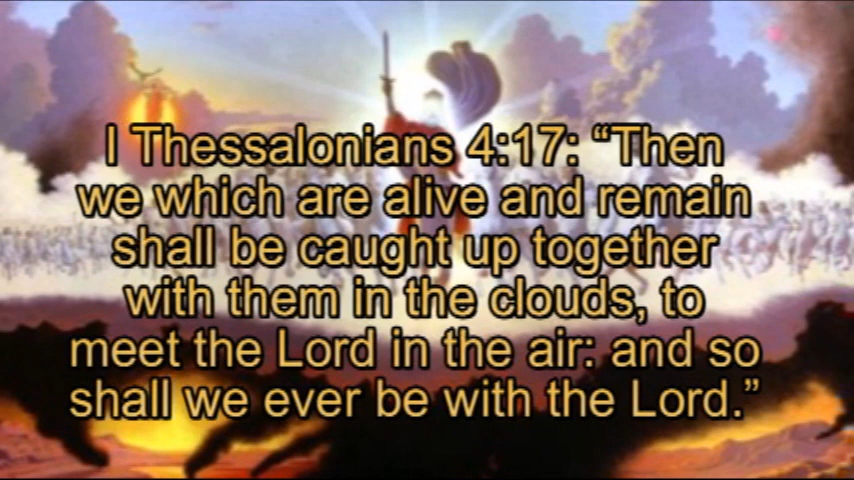 I Thessalonians 4:17: “Then
we which are alive and remain
shall be caught up together
with them in the clouds, to
meet the Lord in the air: and so
shall we ever be with the Lord.”